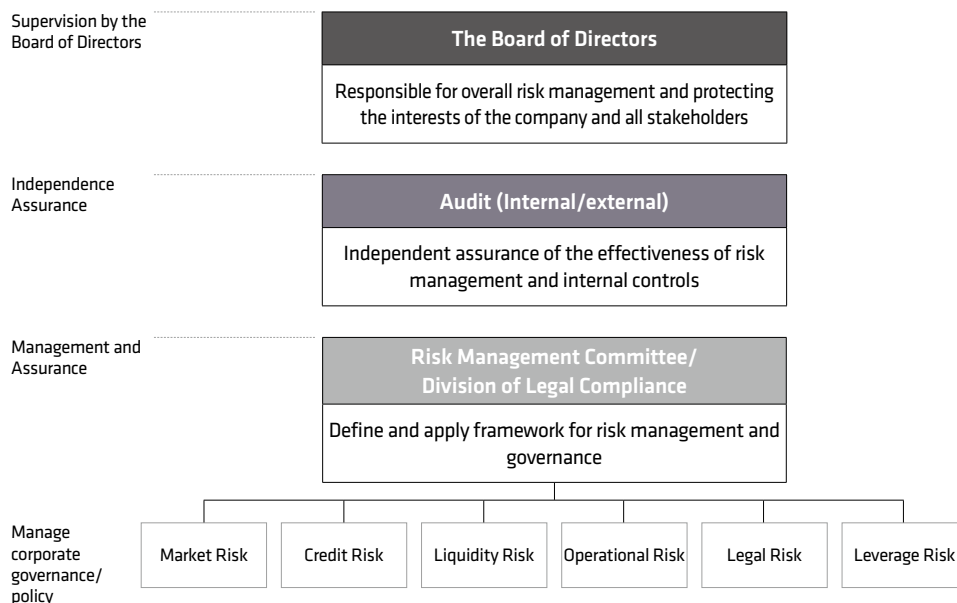 Supervision by the
Board of Directors
The Board of Directors
Responsible for overall risk management and protecting
the interests of the company and all stakeholders
Independence
Assurance
Audit (Internal/external)
Independent assurance of the effectiveness of risk
management and internal controls
Management and
Assurance
Risk Management Committee/
Division of Legal Compliance
Define and apply framework for risk management and
governance
Manage
corporate
governance/
policy
Market Risk
Credit Risk
Liquidity Risk
Operational Risk
Legal Risk
Leverage Risk